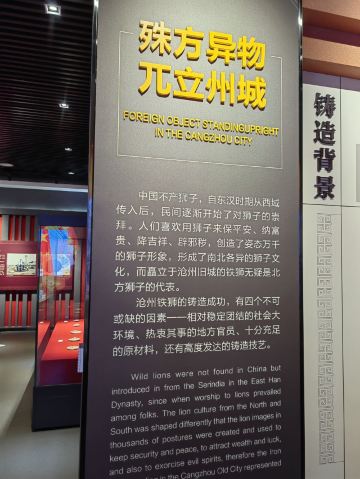 殊方异物
兀立州城
FOREIGN OBJECT STANDINGUPRIGHT
IN THE CANGZHOU CITY
中国不产狮子，自东汉时期从西域
传入后，民间逐渐开始了对狮子的崇
拜。人们喜欢用狮子来保平安、纳富
贵、降吉祥、辟邪秽，创造了姿态万千
的狮子形象，形成了南北各异的狮子文
化，而矗立于沧州旧城的铁狮无疑是北
方狮子的代表。
沧州铁狮的铸造成功，有四个不可
或缺的因素——相对稳定团结的社会大
环境、热衷其事的地方官员、十分充足
的原材料，还有高度发达的铸造技艺。
Wild lions were not found in China but
introduced in from the Serindia in the East Han
Dynasty, since when worship to lions prevailed
among folks. The lion culture from the North and
South was shaped differently that the lion images in
thousands of postures were created and used to
keep security and peace, to attract wealth and luck,
and also to exorcise evil spirits, therefore the Iron
in the Cangzhou Old City represented
铸造背景